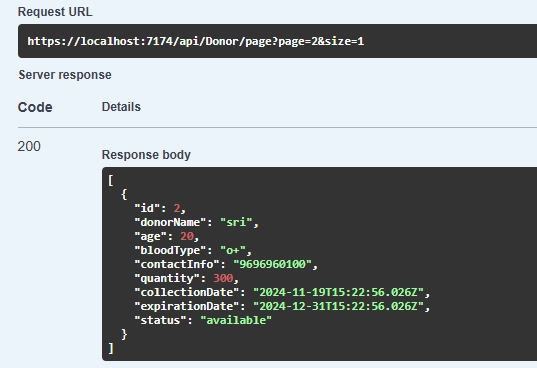 Request URL
https://localhost:7174/api/Donor/page?page=2&size=1
Server response
Code Details
200
Response body
[
{
"id": 2,
"donorName": "sri",
"age": 20,
"bloodType": "o+",
"contactInfo": "9696960100",
"quantity": 300,
"collectionDate": "2024-11-19T15:22:56.026Z",
"expirationDate": "2024-12-31T15:22:56.026Z",
"status": "available"
}
]